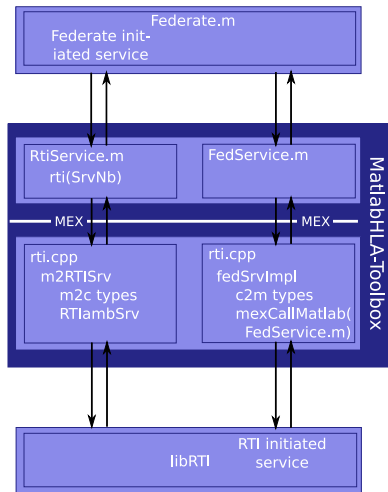 Federate.m
Federate init-
iated service
RtiService.m
rti(SrvNb)
FedService.m
MEX
MEX
rti.cpp
m2RTISrv
m2c types
RTIambSrv
rti.cpp
fedSrvImpl
c2m types
mexCallMatlab(
FedService.m)
MatlabHLA-Toolbox
RTI initiated
service
libRTI